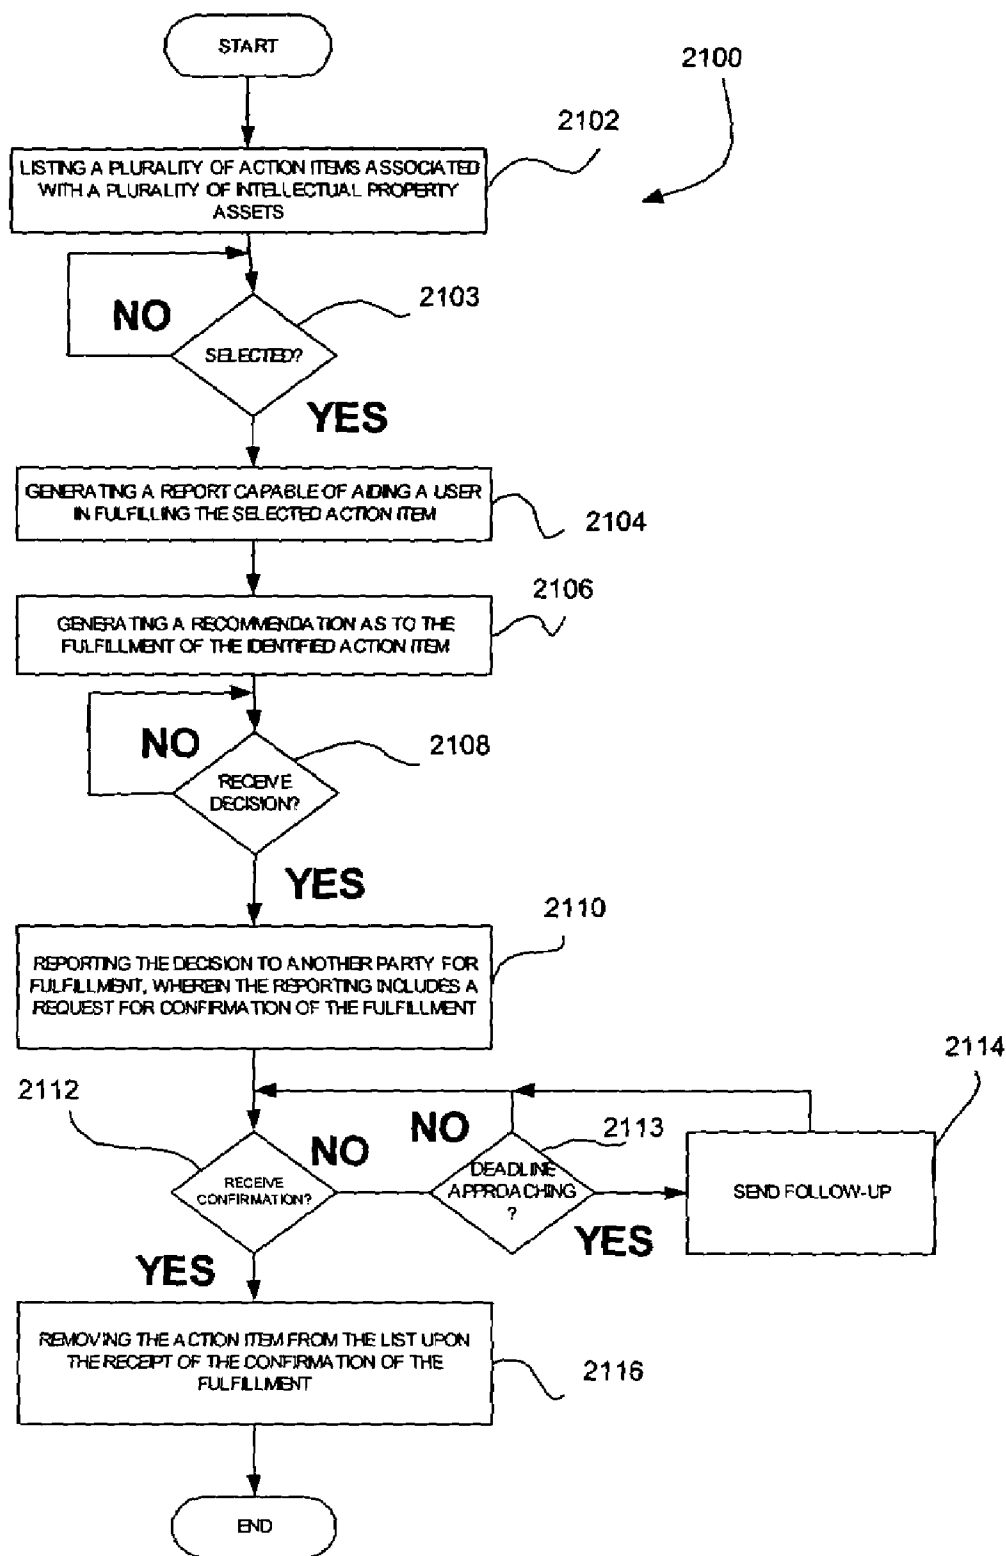 START
2100
2102
LISTING A PLURALITY OF ACTION ITEMS ASSOCIATED
WITH A PLURALITY OF INTELLECTUAL PROPERTY
ASSETS
2103
NO
SELECTED?
YES
GENERATING A REPORT CAPABLE OF AIDING A USER
IN FULFILLING THE SELECTED ACTION ITEM
2104
2106
GENERATING A RECOMMENDATION AS TO THE
FULFILLMENT OF THE IDENTIFIED ACTION ITEM
NO
2108
RECEIVE
DECISION?
YES
2110
REPORTING THE DECISION TO ANOTHER PARTY FOR
FULFILLMENT, WHEREIN THE REPORTING INCLUDES A
REQUEST FOR CONFIRMATION OF THE FULFILLMENT
2114
2112
NO
NO
2113
RECEIVE
CONFIRMATION?
DEADLINE
APPROACHING
?
SEND FOLLOW-UP
YES
YES
REMOVING THE ACTION ITEM FROM THE LIST UPON
THE RECEIPT OF THE CONFIRMATION OF THE
FULFILLMENT
2116
END